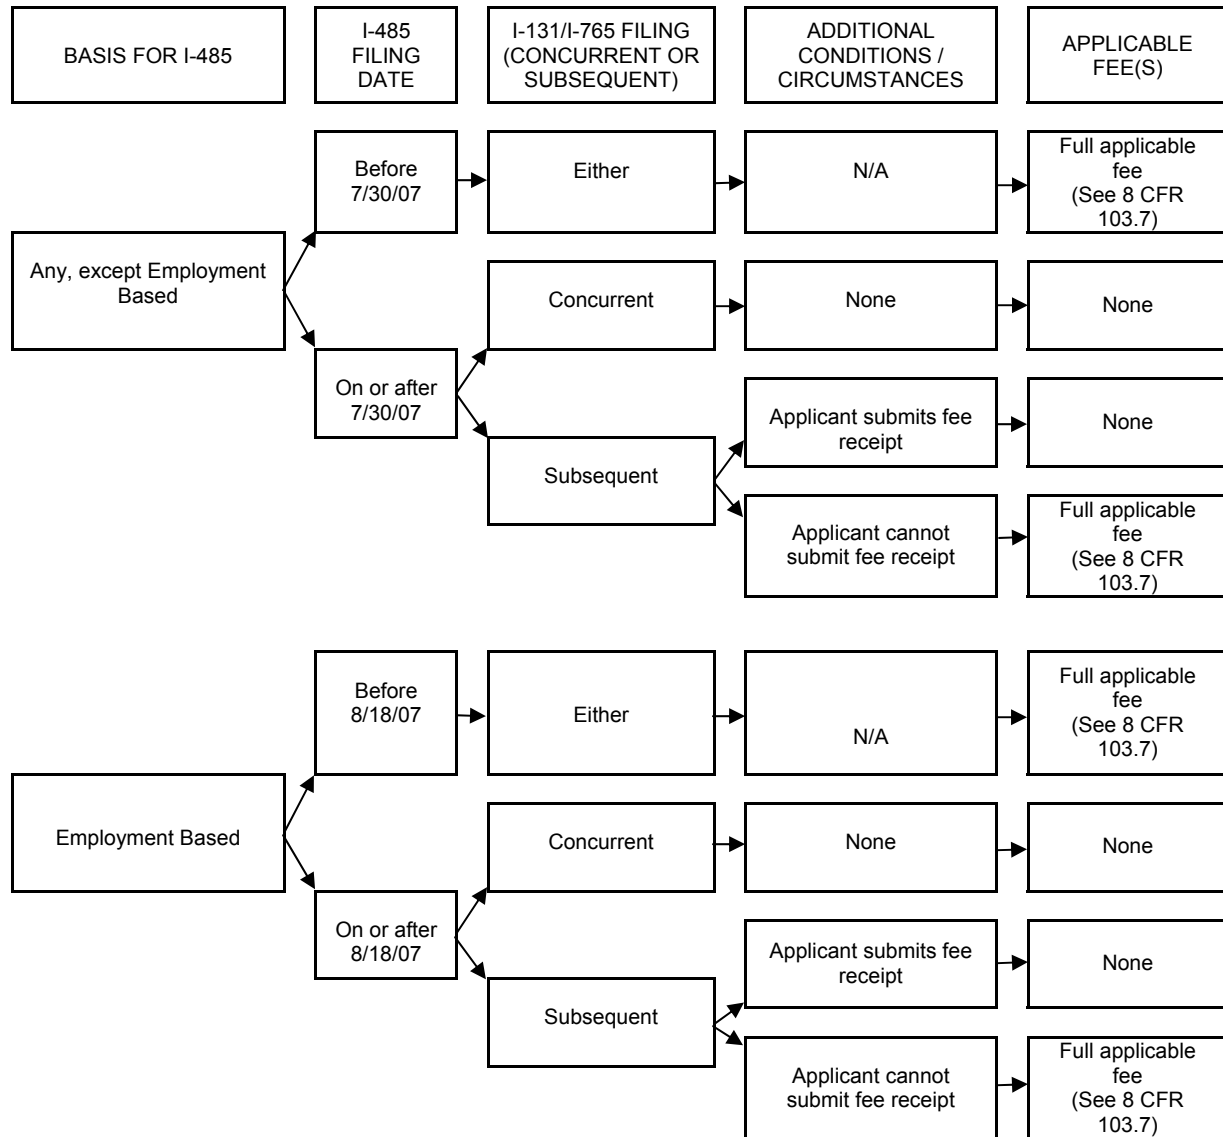 BASIS FOR I-485
I-485
FILING
DATE
I-131/I-765 FILING
(CONCURRENT OR
SUBSEQUENT)
ADDITIONAL
CONDITIONS /
CIRCUMSTANCES
APPLICABLE
FEE(S)
Any, except Employment
Based
Before
7/30/07
Either
N/A
Full applicable
fee
(See 8 CFR
103.7)
On or after
7/30/07
Concurrent
None
None
Subsequent
Applicant submits fee
receipt
None
Applicant cannot
submit fee receipt
Full applicable
fee
(See 8 CFR
103.7)
Employment Based
Before
8/18/07
Either
N/A
Full applicable
fee
(See 8 CFR
103.7)
On or after
8/18/07
Concurrent
None
None
Subsequent
Applicant submits fee
receipt
None
Applicant cannot
submit fee receipt
Full applicable
fee
(See 8 CFR
103.7)